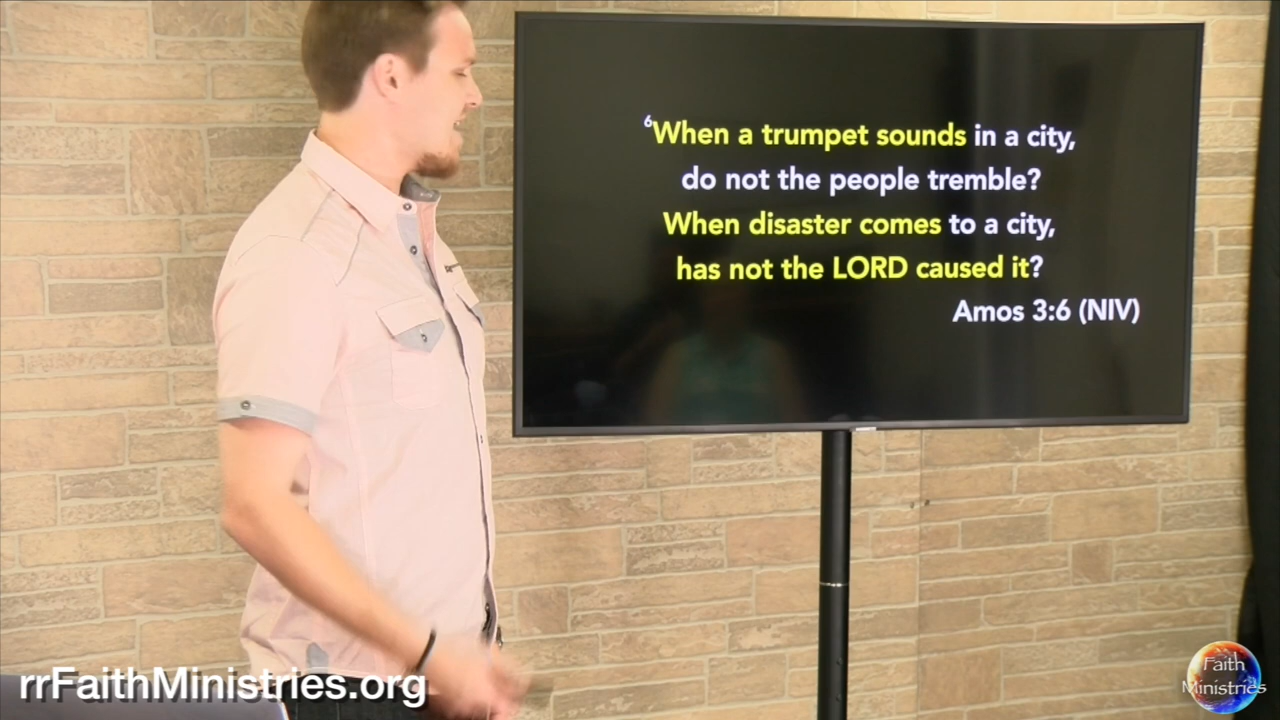 ⁶When a trumpet sounds in a city,
do not the people tremble?
When disaster comes to a city,
has not the LORD caused it?
Amos 3:6 (NIV)
rrFaithMinistries.org
Faith
Ministries